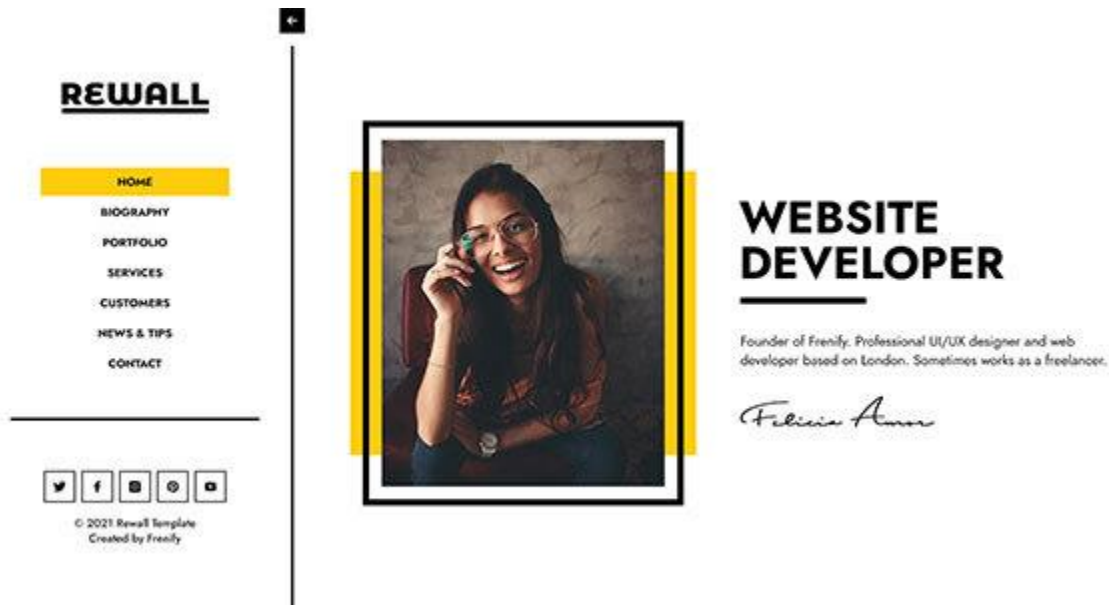 REWALL
HOME
BIOGRAPHY
PORTFOLIO
SERVICES
CUSTOMERS
NEWS & TIPS
CONTACT
© 2021 Rewall Template
Created by Frenify
WEBSITE
DEVELOPER
Founder of Frenify. Professional UI/UX designer and web
developer based on London. Sometimes works as a freelancer.
Felicia Amor